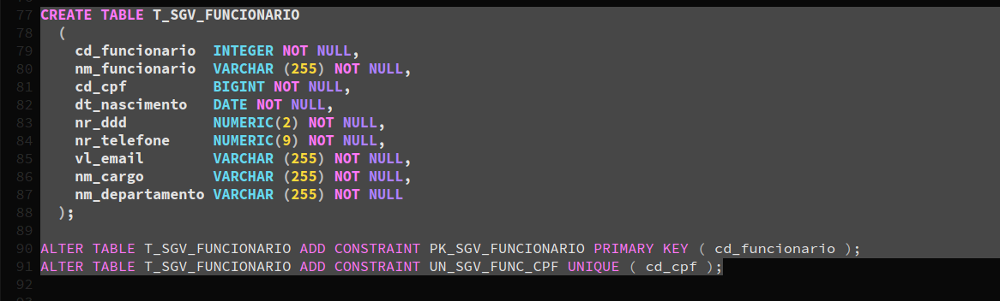 77 CREATE TABLE T_SGV_FUNCIONARIO
78 (
79 cd_funcionario INTEGER NOT NULL,
80 nm_funcionario VARCHAR (255) NOT NULL,
81 cd_cpf BIGINT NOT NULL,
82 dt_nascimento DATE NOT NULL,
83 nr_ddd NUMERIC(2) NOT NULL,
84 nr_telefone NUMERIC(9) NOT NULL,
85 vl_email VARCHAR (255) NOT NULL,
86 nm_cargo VARCHAR (255) NOT NULL,
87 nm_departamento VARCHAR (255) NOT NULL
88 );
89
90 ALTER TABLE T_SGV_FUNCIONARIO ADD CONSTRAINT PK_SGV_FUNCIONARIO PRIMARY KEY ( cd_funcionario );
91 ALTER TABLE T_SGV_FUNCIONARIO ADD CONSTRAINT UN_SGV_FUNC_CPF UNIQUE ( cd_cpf );
92